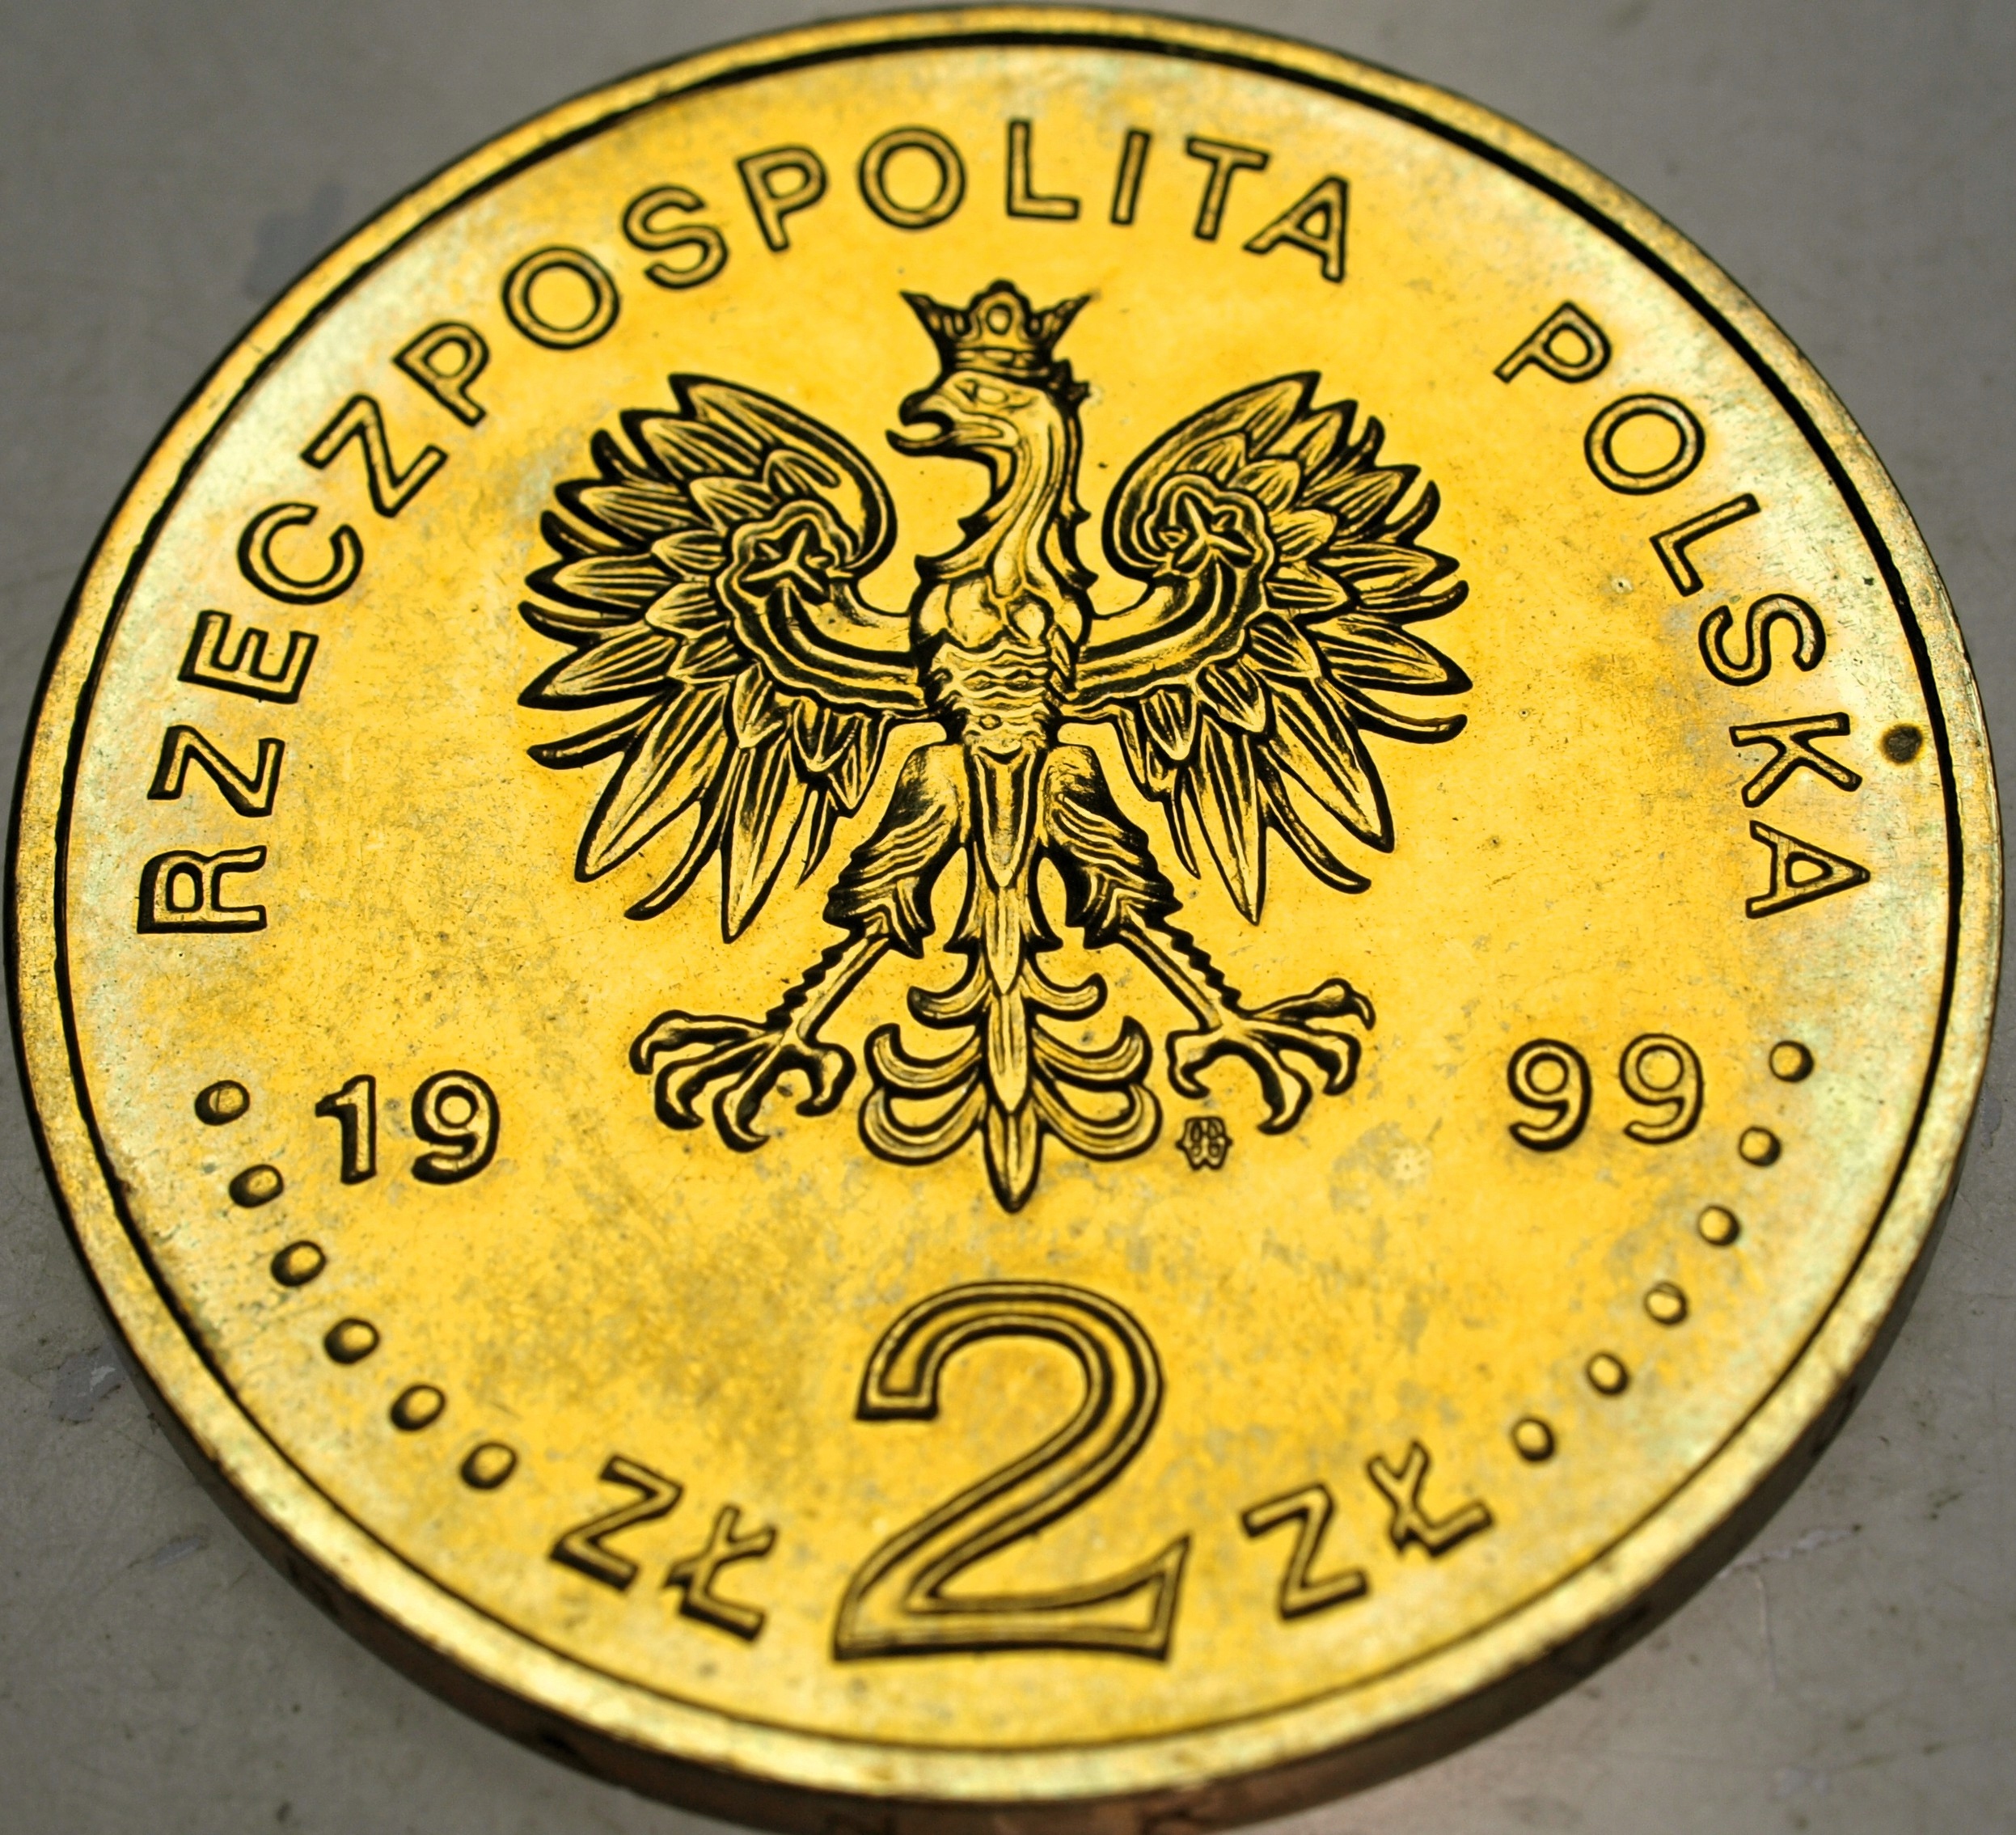 RZECZPOSPOLITA POLSKA
19 99
ZŁ 2 ZŁ